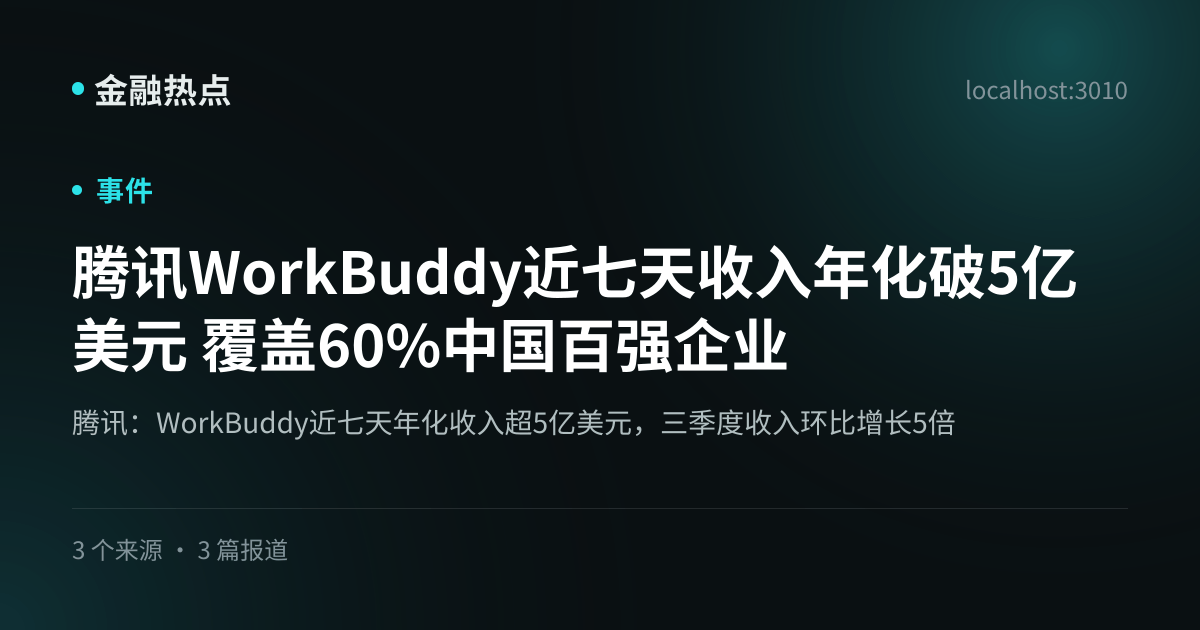 金融热点
localhost:3010
事件
腾讯WorkBuddy近七天收入年化破5亿
美元 覆盖60%中国百强企业
腾讯：WorkBuddy近七天年化收入超5亿美元，三季度收入环比增长5倍
3 个来源 · 3 篇报道